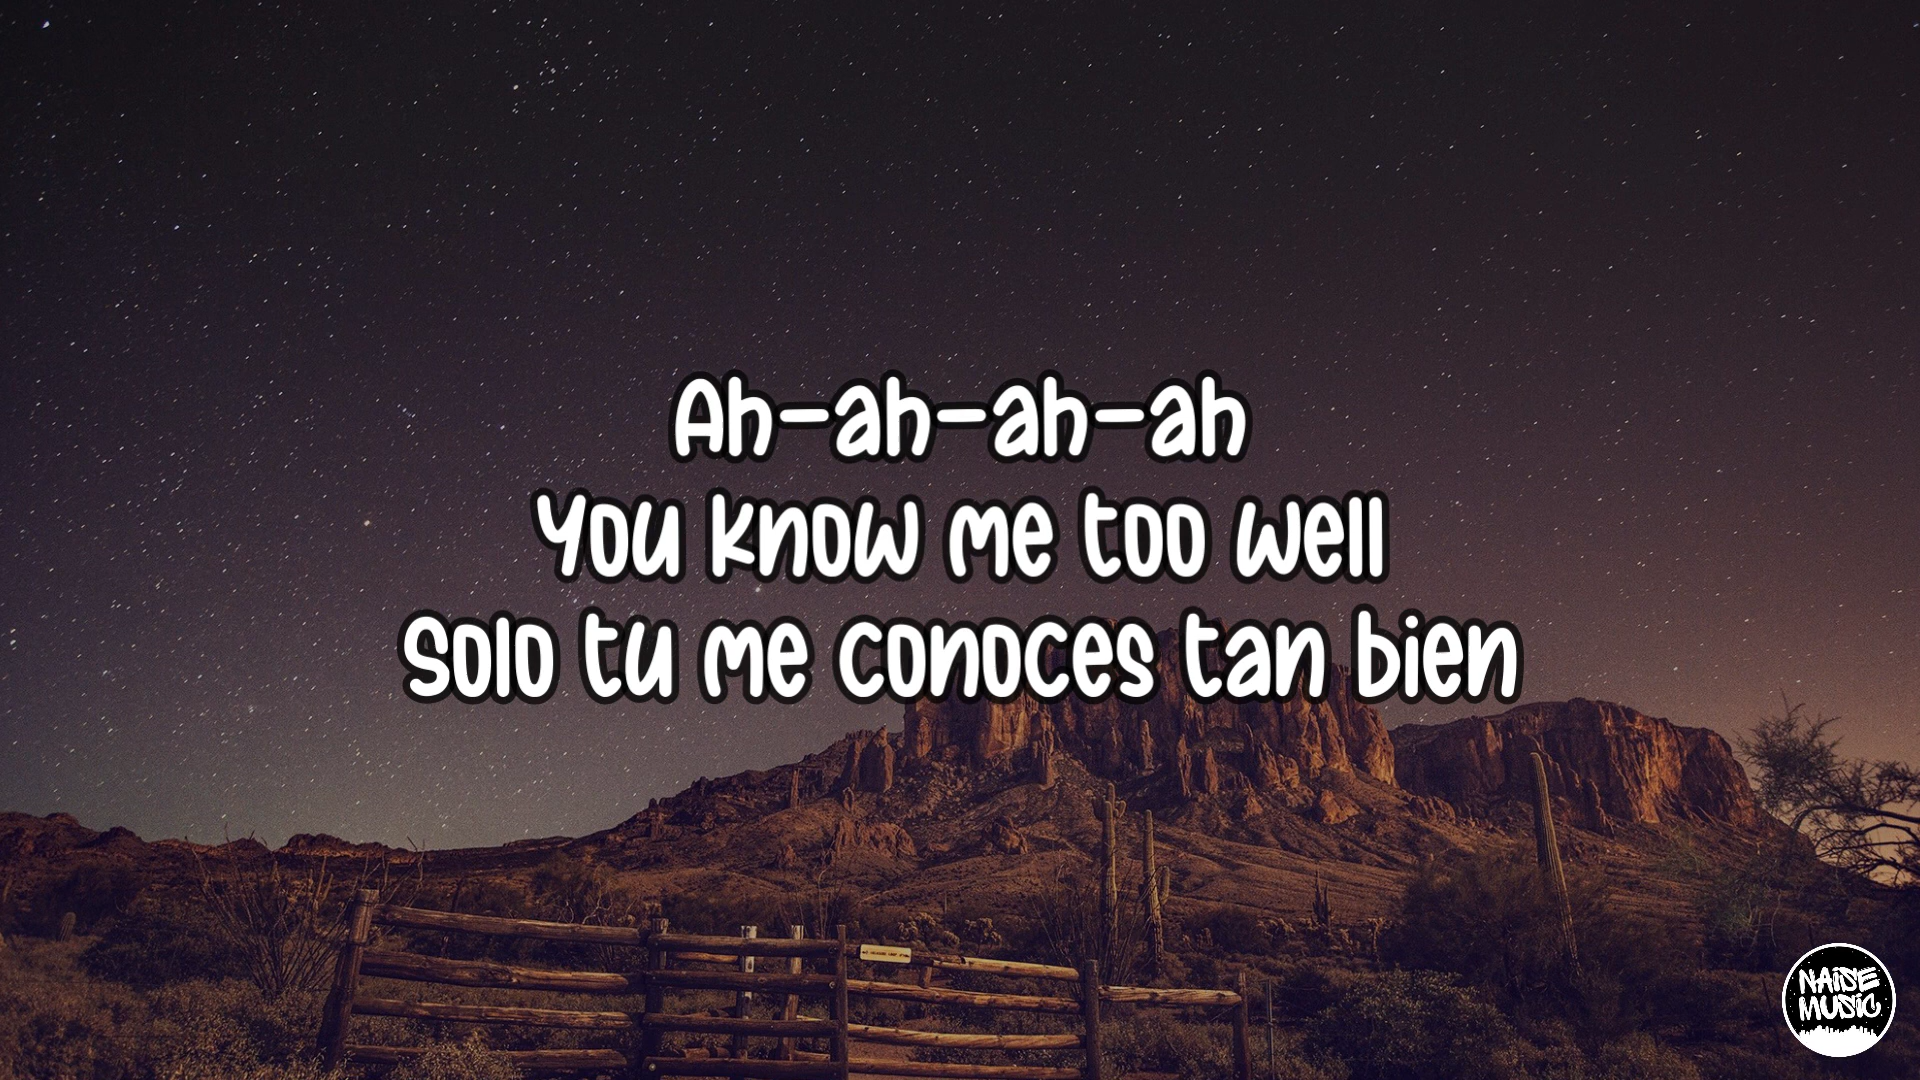 Ah-ah-ah-ah
You know me too well
Solo tu me conoces tan bien
NAISE
MUSIC